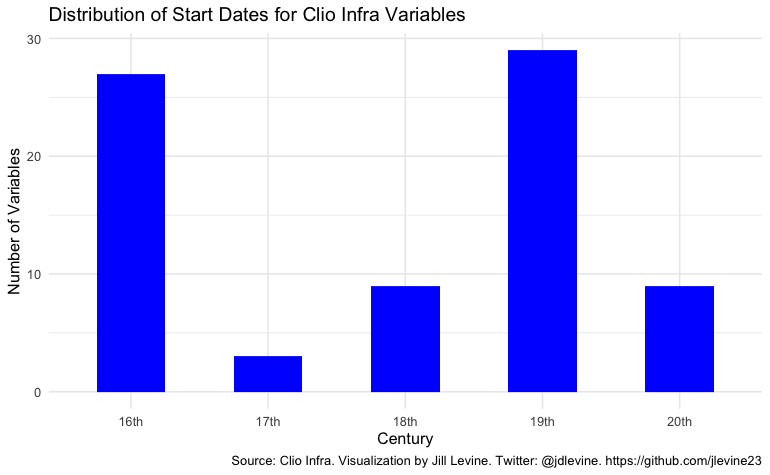 Distribution of Start Dates for Clio Infra Variables
30
20
10
0
Number of Variables
16th 17th 18th 19th 20th
Century
Source: Clio Infra. Visualization by Jill Levine. Twitter: @jdlevine. https://github.com/jlevine23